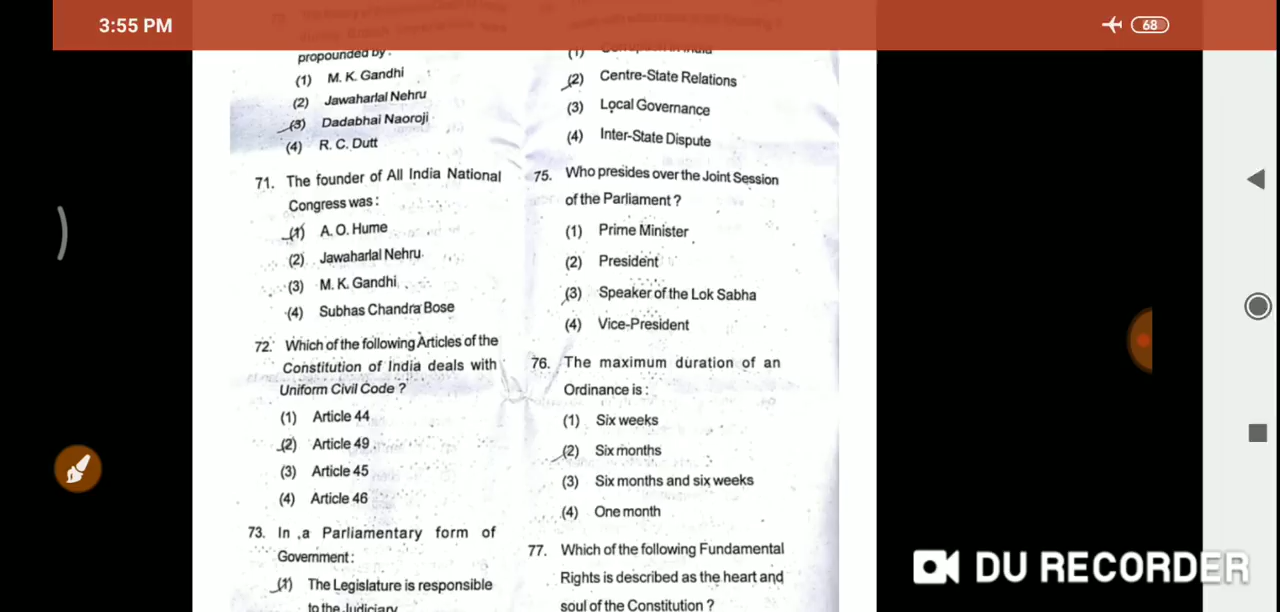 3:55 PM
68
propounded by :
(1) M. K. Gandhi
(2) Jawaharlal Nehru
(3) Dadabhai Naoroji
(4) R. C. Dutt
71. The founder of All India National
Congress was :
(1) A. O. Hume
(2) Jawaharlal Nehru
(3) M. K. Gandhi
(4) Subhas Chandra Bose
72. Which of the following Articles of the
Constitution of India deals with
Uniform Civil Code ?
(1) Article 44
(2) Article 49
(3) Article 45
(4) Article 46
73. In a Parliamentary form of
Government :
(1) The Legislature is responsible
to the Judiciary
(1) Corruption in India
(2) Centre-State Relations
(3) Local Governance
(4) Inter-State Dispute
75. Who presides over the Joint Session
of the Parliament ?
(1) Prime Minister
(2) President
(3) Speaker of the Lok Sabha
(4) Vice-President
76. The maximum duration of an
Ordinance is :
(1) Six weeks
(2) Six months
(3) Six months and six weeks
(4) One month
77. Which of the following Fundamental
Rights is described as the heart and
soul of the Constitution ?
DU RECORDER